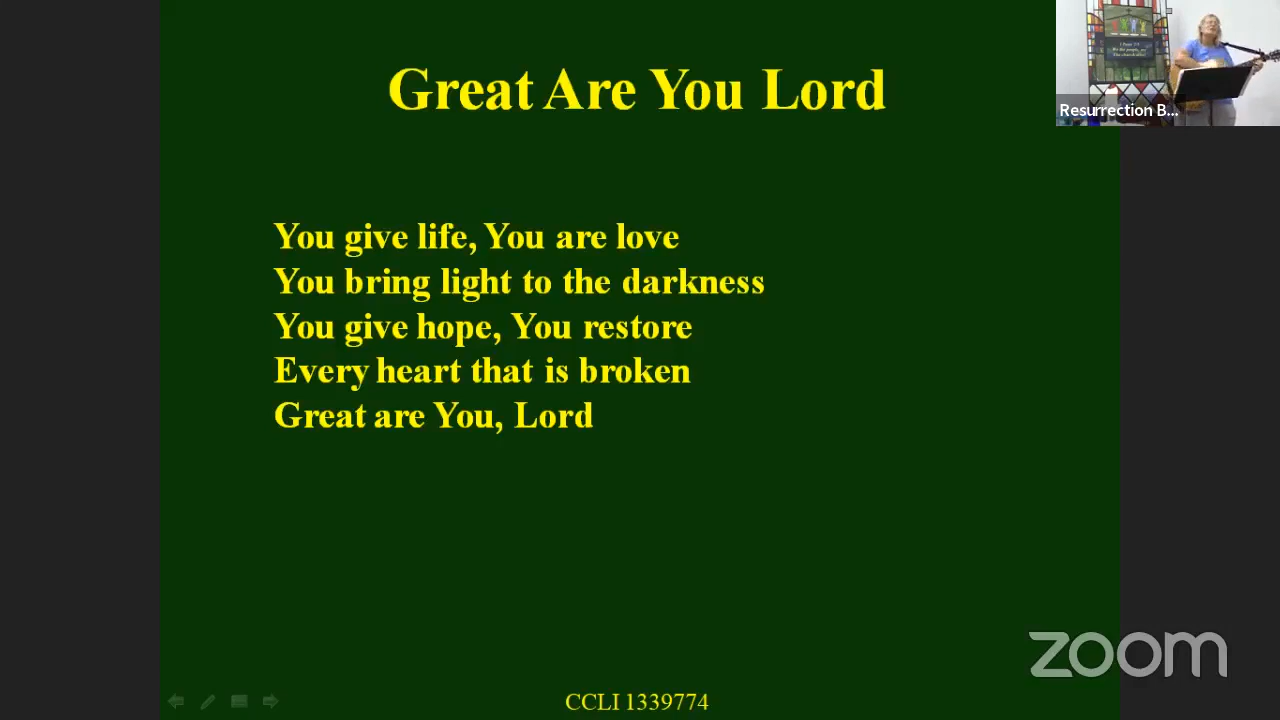 Great Are You Lord
Resurrection B...
You give life, You are love
You bring light to the darkness
You give hope, You restore
Every heart that is broken
Great are You, Lord
zoom
CCLI 1339774